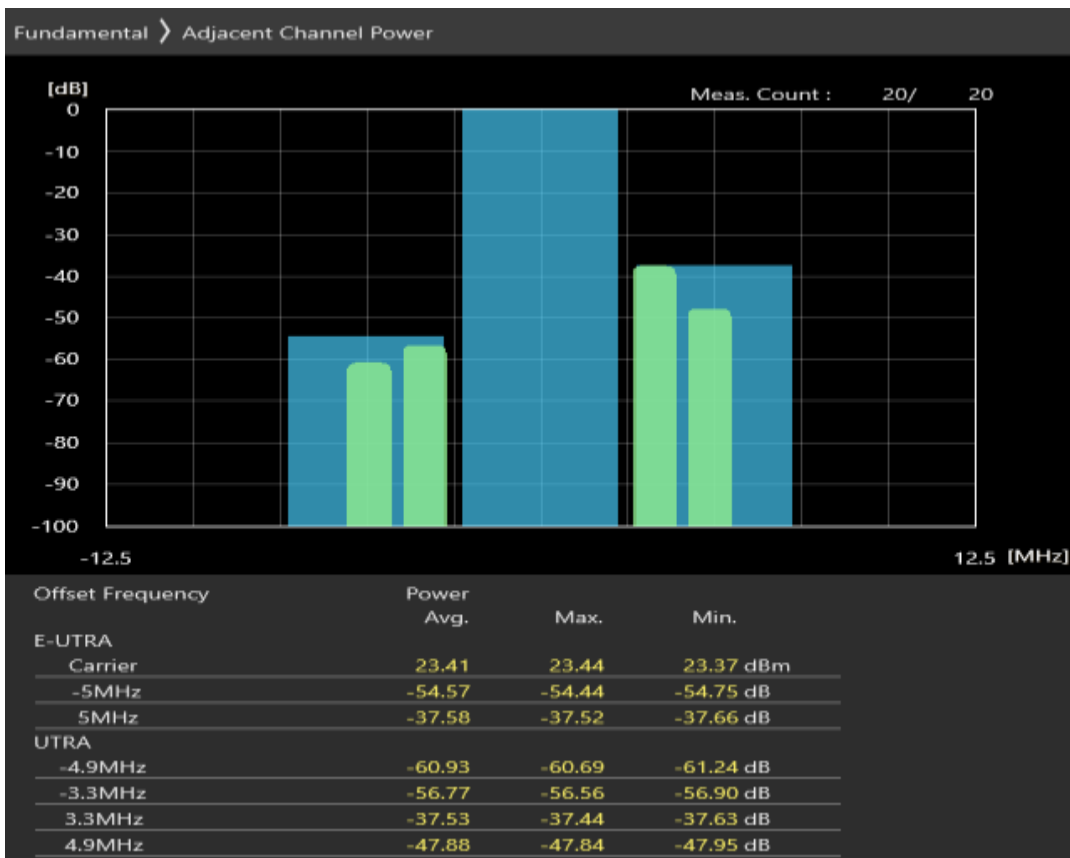 Fundamental 〉 Adjacent Channel Power
[dB]
Meas. Count : 20/ 20
0
-10
-20
-30
-40
-50
-60
-70
-80
-90
-100
-12.5 12.5 [MHz]
Offset Frequency Power
Avg. Max. Min.
E-UTRA
Carrier 23.41 23.44 23.37 dBm
-5MHz -54.57 -54.44 -54.75 dB
5MHz -37.58 -37.52 -37.66 dB
UTRA
-4.9MHz -60.93 -60.69 -61.24 dB
-3.3MHz -56.77 -56.56 -56.90 dB
3.3MHz -37.53 -37.44 -37.63 dB
4.9MHz -47.88 -47.84 -47.95 dB